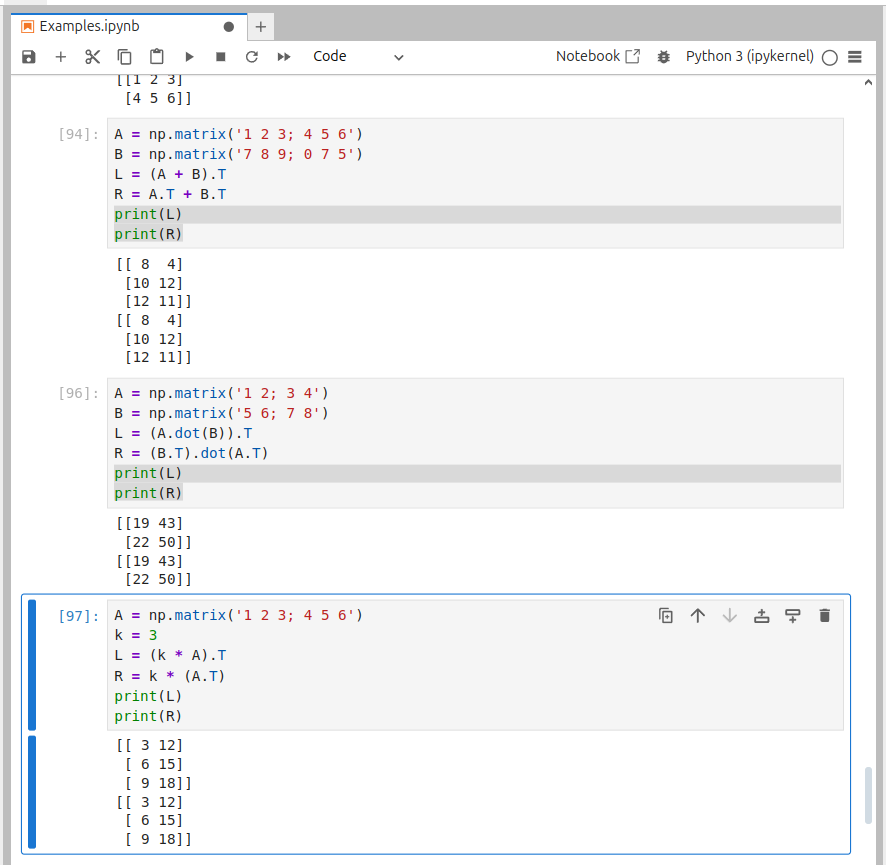 Examples.ipynb
Code Notebook Python 3 (ipykernel)
[[1 2 3]
 [4 5 6]]
[94]: A = np.matrix('1 2 3; 4 5 6')
B = np.matrix('7 8 9; 0 7 5')
L = (A + B).T
R = A.T + B.T
print(L)
print(R)
[[ 8  4]
 [10 12]
 [12 11]]
[[ 8  4]
 [10 12]
 [12 11]]
[96]: A = np.matrix('1 2; 3 4')
B = np.matrix('5 6; 7 8')
L = (A.dot(B)).T
R = (B.T).dot(A.T)
print(L)
print(R)
[[19 43]
 [22 50]]
[[19 43]
 [22 50]]
[97]: A = np.matrix('1 2 3; 4 5 6')
k = 3
L = (k * A).T
R = k * (A.T)
print(L)
print(R)
[[ 3 12]
 [ 6 15]
 [ 9 18]]
[[ 3 12]
 [ 6 15]
 [ 9 18]]